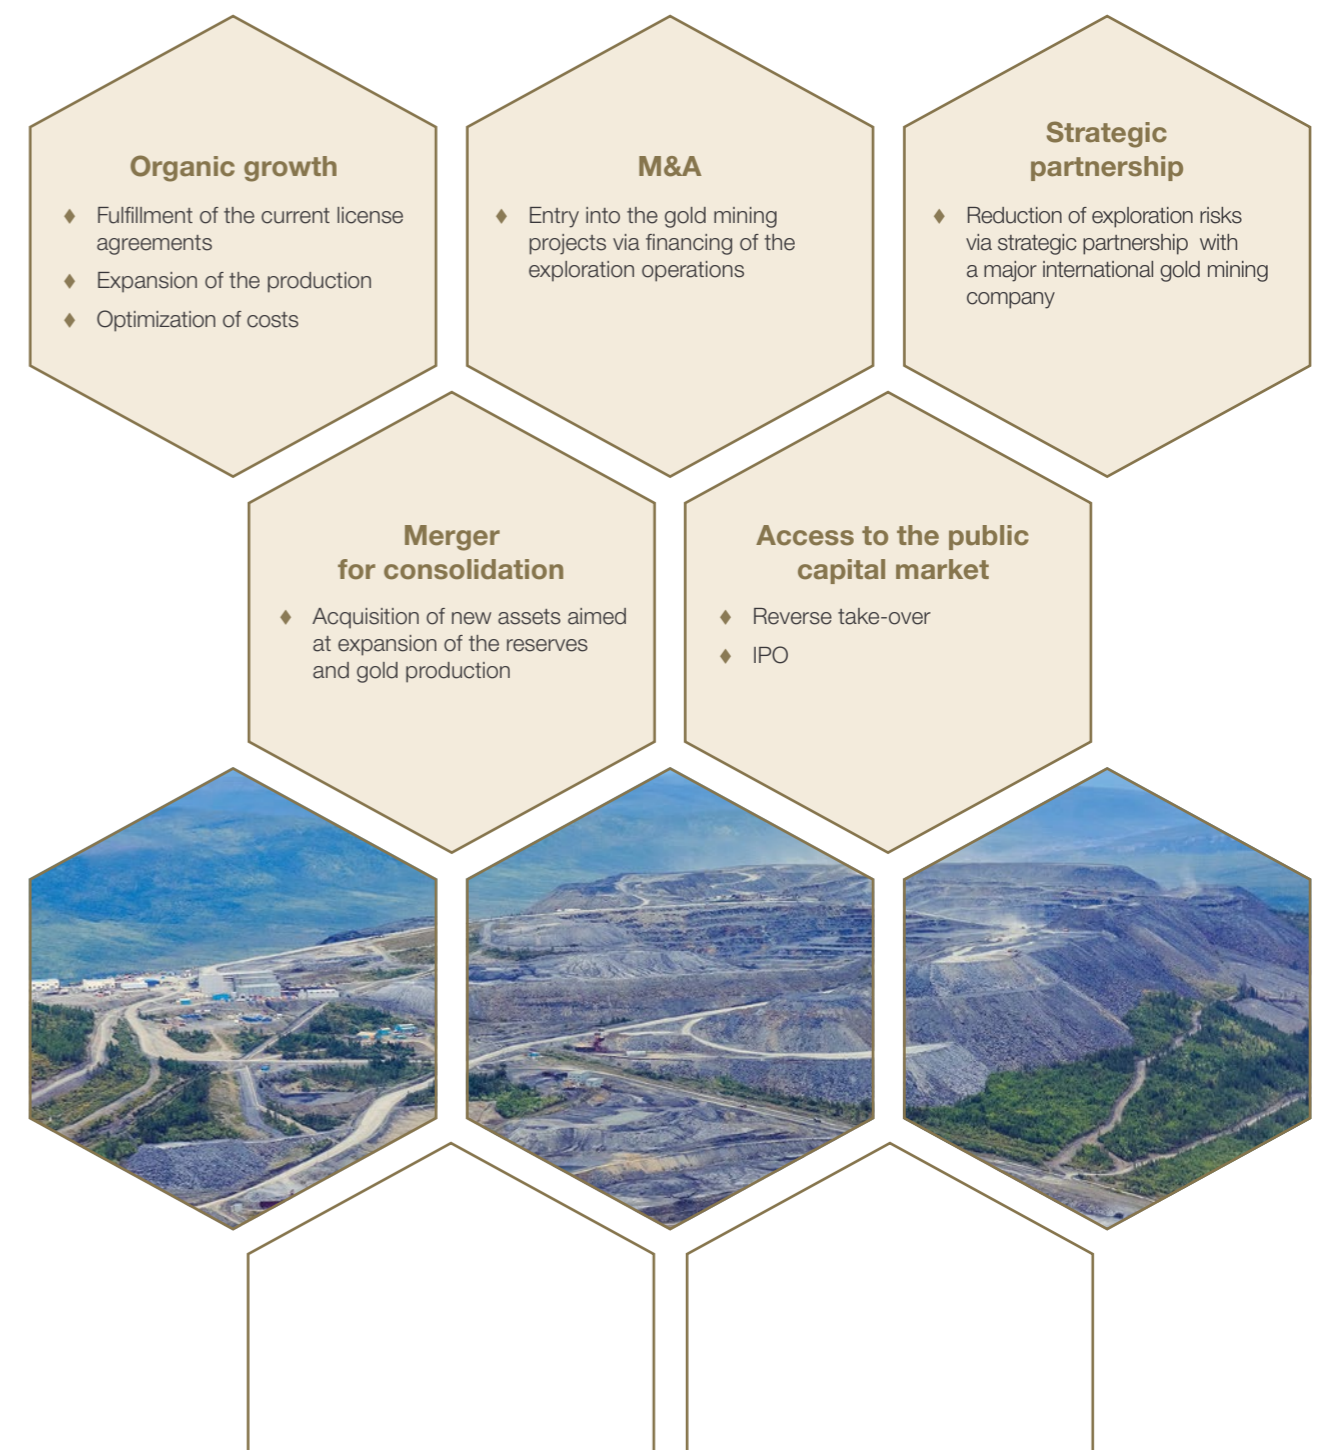 Organic growth
♦ Fulfillment of the current license
agreements
♦ Expansion of the production
♦ Optimization of costs
M&A
♦ Entry into the gold mining
projects via financing of the
exploration operations
Strategic
partnership
♦ Reduction of exploration risks
via strategic partnership with
a major international gold mining
company
Merger
for consolidation
♦ Acquisition of new assets aimed
at expansion of the reserves
and gold production
Access to the public
capital market
♦ Reverse take-over
♦ IPO